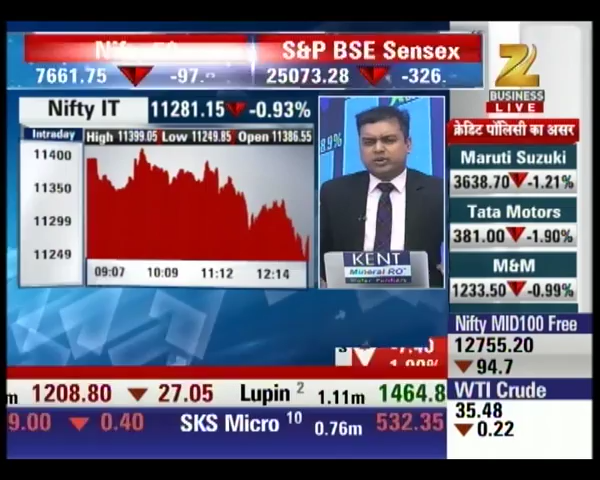 S&P BSE Sensex
7661.75
25073.28
-326.
Z
BUSINESS
LIVE
Nifty IT 11281.15 -0.93%
Intraday High 11399.05 Low 11249.85 Open 11386.55
11400
11350
11299
11249
09:07 10:09 11:12 12:14
KENT
Mineral RO
Water Purifiers
क्रेडिट पॉलिसी का असर
Maruti Suzuki
3638.70 -1.21%
Tata Motors
381.00 -1.90%
M&M
1233.50 -0.99%
Nifty MID100 Free
12755.20
94.7
WTI Crude
35.48
0.22
1208.80 27.05 Lupin 2 1.11m 1464.8
9.00 0.40 SKS Micro 10 0.76m 532.35